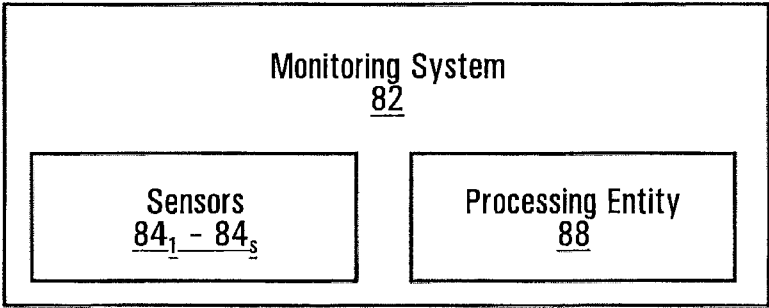 Monitoring System
82
Sensors
84₁ - 84ₛ
Processing Entity
88